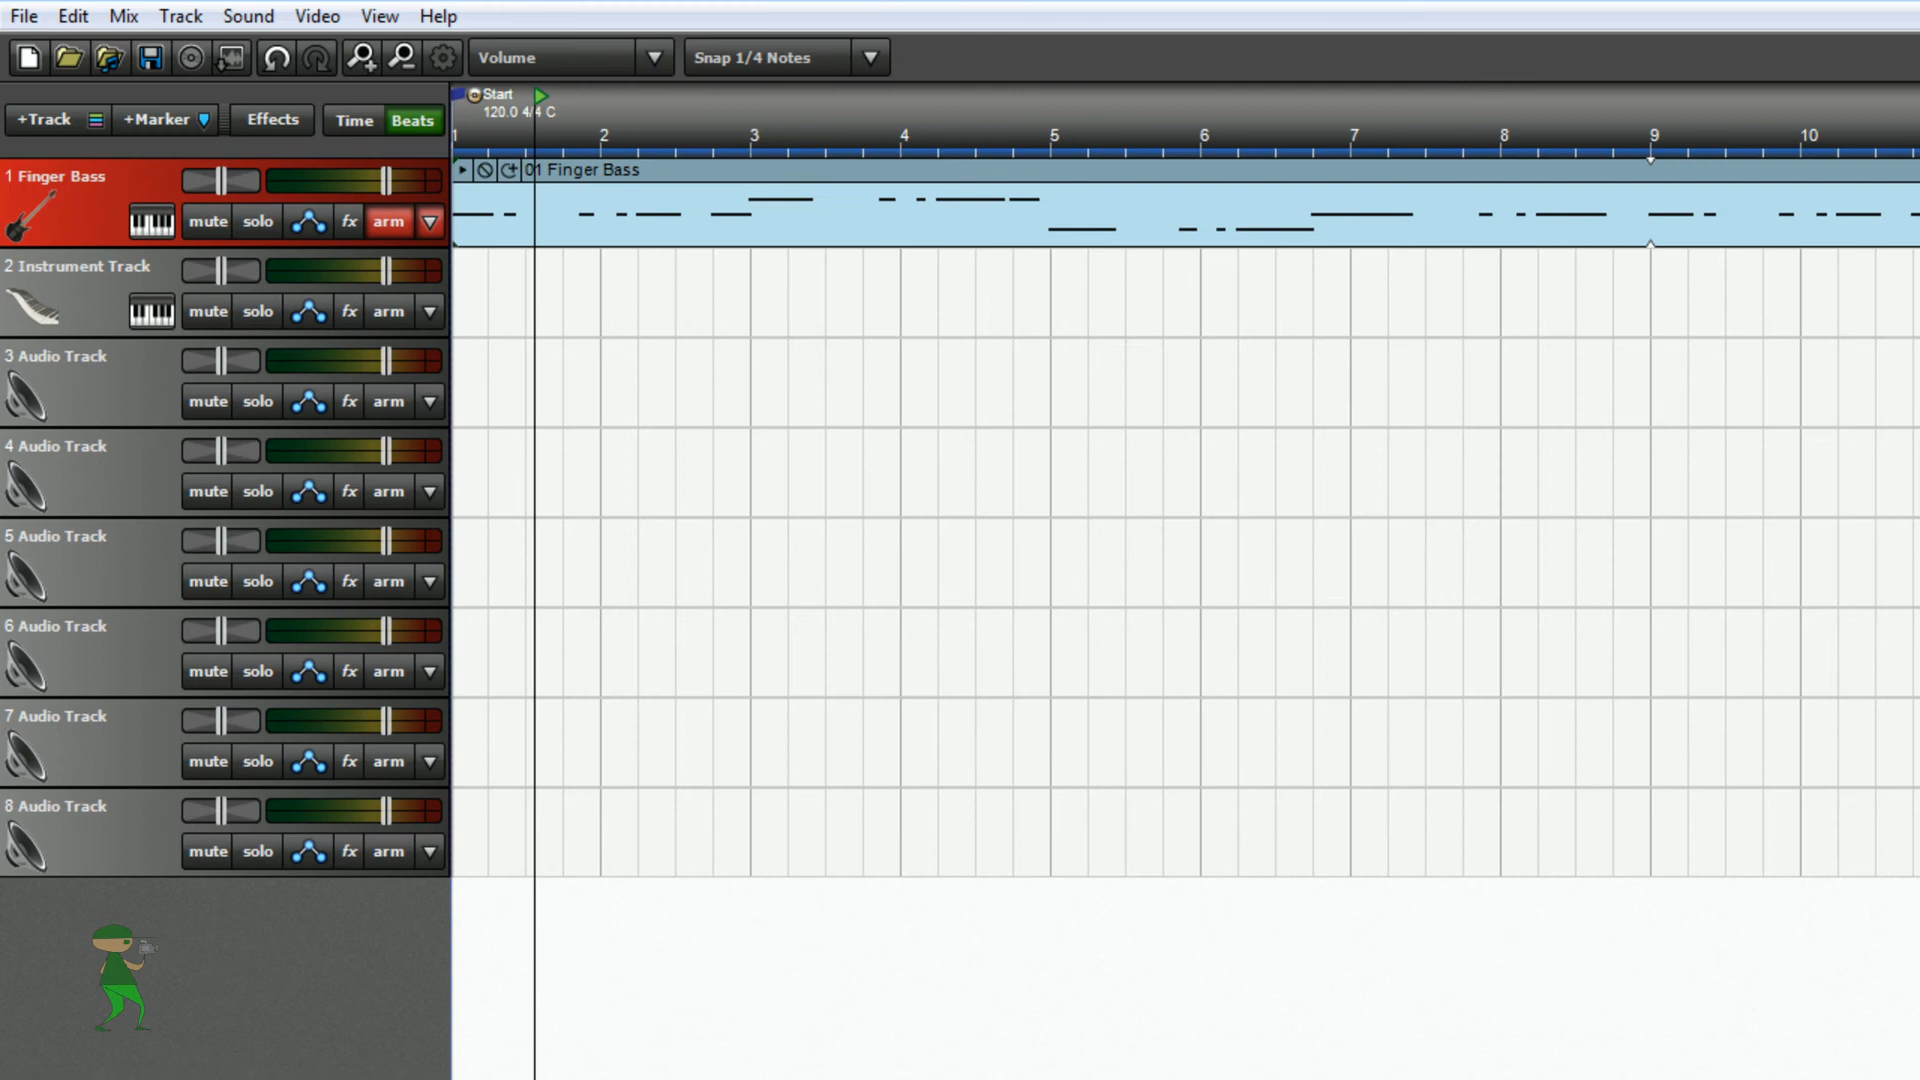 File Edit Mix Track Sound Video View Help
Volume Snap 1/4 Notes
Start
120.0 4/4 C
+Track +Marker Effects Time Beats
1 2 3 4 5 6 7 8 9 10
1 Finger Bass
01 Finger Bass
mute solo fx arm
2 Instrument Track
mute solo fx arm
3 Audio Track
mute solo fx arm
4 Audio Track
mute solo fx arm
5 Audio Track
mute solo fx arm
6 Audio Track
mute solo fx arm
7 Audio Track
mute solo fx arm
8 Audio Track
mute solo fx arm